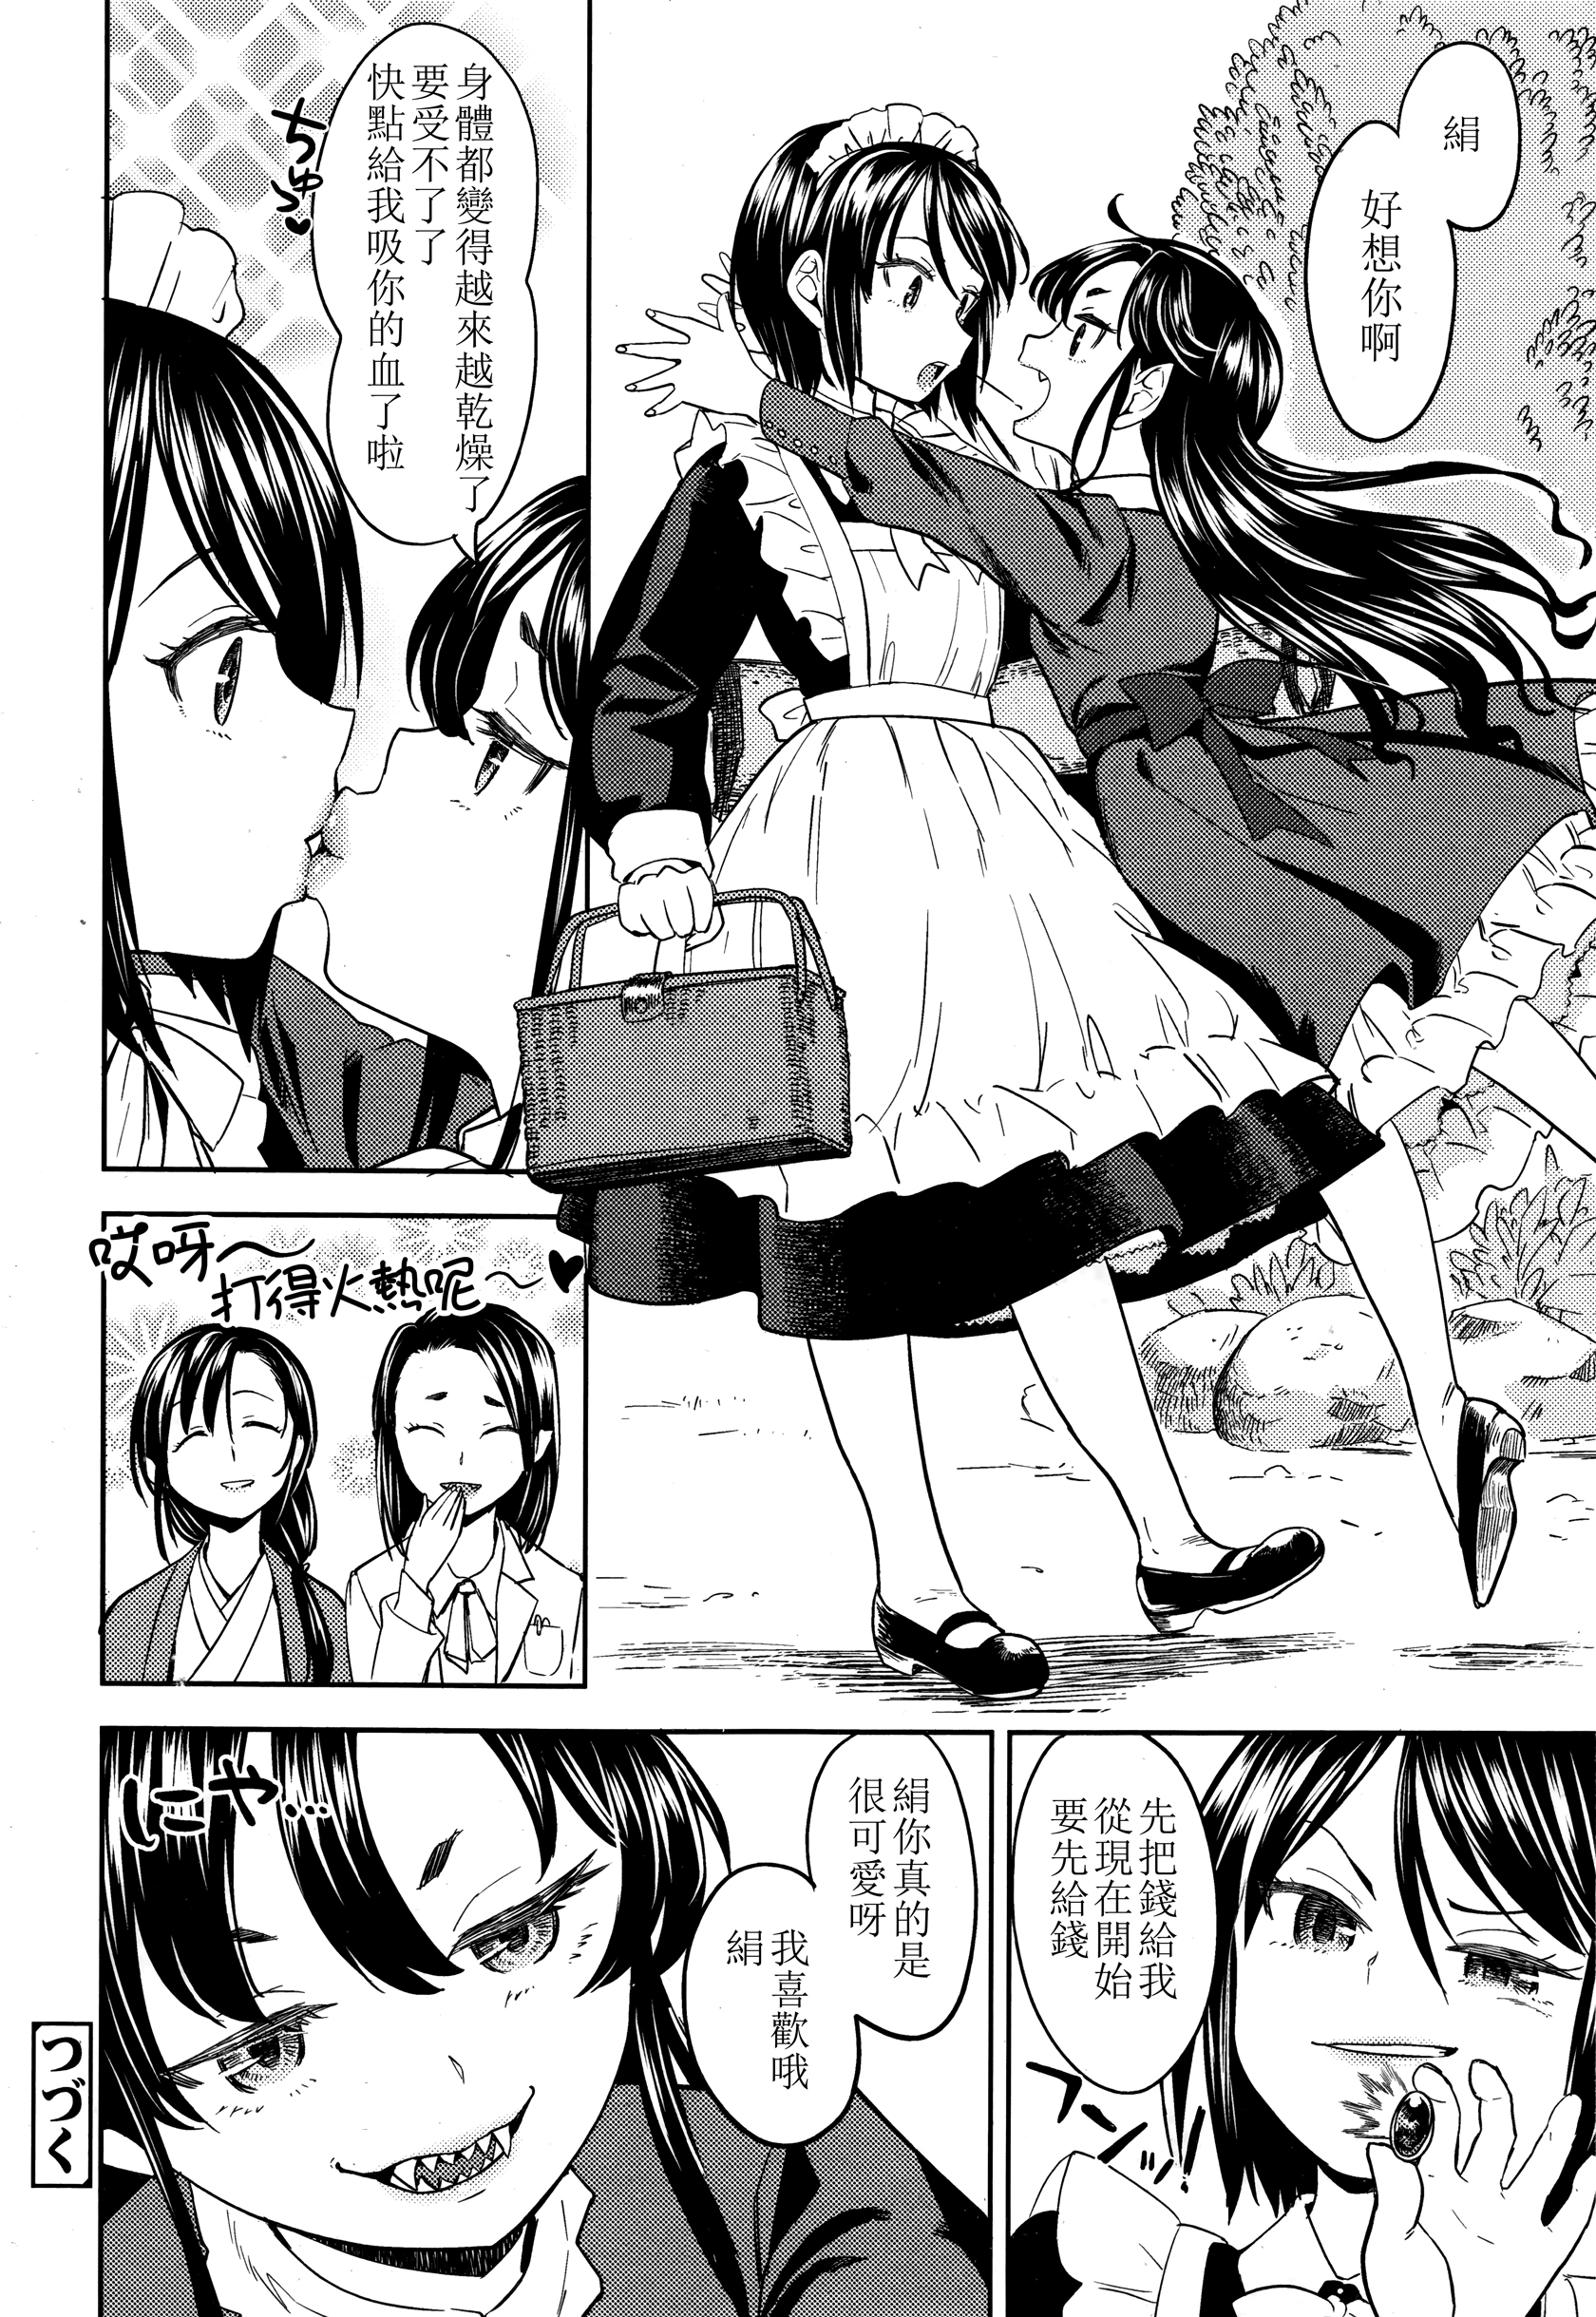 絹
好想你啊
身體都變得越來越乾燥了
要受不了了
快點給我吸你的血了啦
ちゅっ♥
哎呀～
打得火熱呢～♥
先把錢給我
從現在開始
要先給錢
フンッ
絹你真的是
很可愛呀
我喜歡哦
絹
にや…
つづく